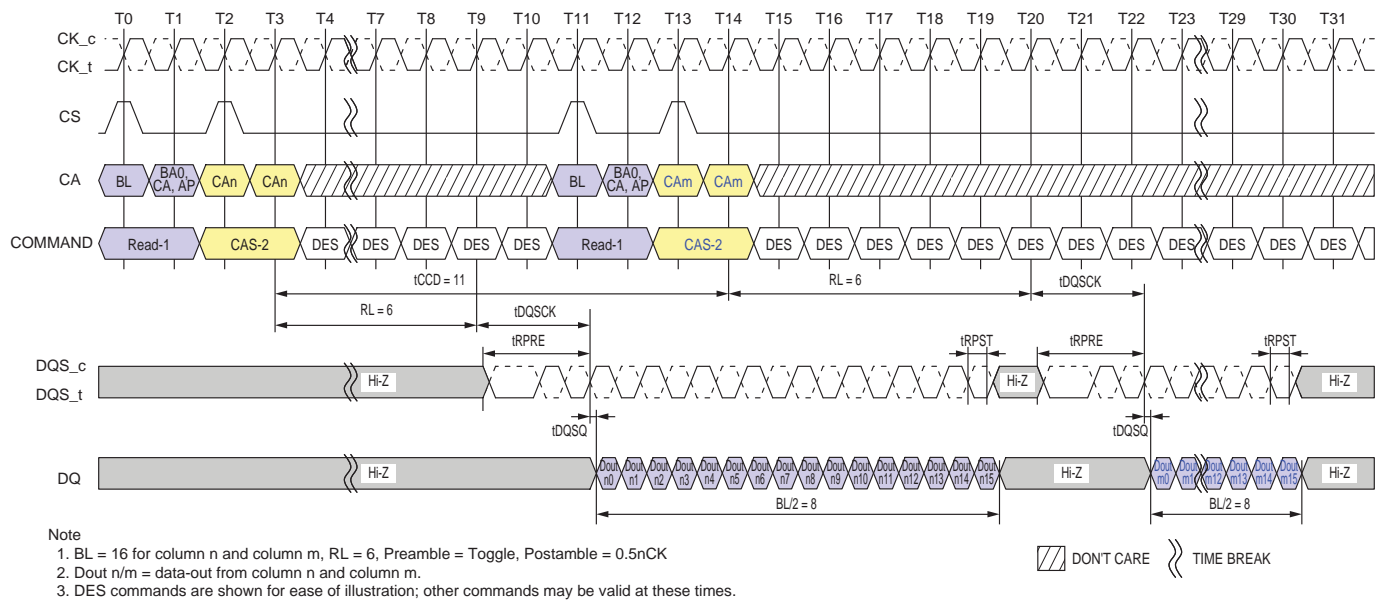 T0 T1 T2 T3 T4 T7 T8 T9 T10 T11 T12 T13 T14 T15 T16 T17 T18 T19 T20 T21 T22 T23 T29 T30 T31
CK_c
CK_t
CS
CA BL BA0, CA, AP CAn CAn BL BA0, CA, AP CAm CAm
COMMAND Read-1 CAS-2 DES DES DES DES DES Read-1 CAS-2 DES DES DES DES DES DES DES DES DES DES DES DES
tCCD = 11 RL = 6 tDQSCK
RL = 6 tDQSCK
tRPRE tRPST tRPRE tRPST
DQS_c
DQS_t
Hi-Z Hi-Z Hi-Z
tDQSQ tDQSQ
DQ Hi-Z Dout n0 Dout n1 Dout n2 Dout n3 Dout n4 Dout n5 Dout n6 Dout n7 Dout n8 Dout n9 Dout n10 Dout n11 Dout n12 Dout n13 Dout n14 Dout n15 Hi-Z Dout m0 Dout m1 Dout m12 Dout m13 Dout m14 Dout m15 Hi-Z
BL/2 = 8 BL/2 = 8
Note
1. BL = 16 for column n and column m, RL = 6, Preamble = Toggle, Postamble = 0.5nCK
2. Dout n/m = data-out from column n and column m.
3. DES commands are shown for ease of illustration; other commands may be valid at these times.
DON'T CARE TIME BREAK